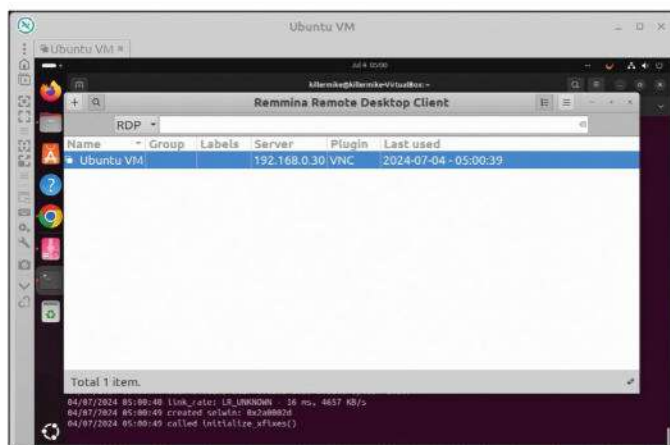 Ubuntu VM
Ubuntu VM
Jul 4 05:00
killermike@killermike-VirtualBox: ~
Remmina Remote Desktop Client
RDP
Name Group Labels Server Plugin Last used
Ubuntu VM 192.168.0.30 VNC 2024-07-04 - 05:00:39
Total 1 item.
04/07/2024 05:00:48 link_rate: LR_UNKNOWN - 16 ms, 4657 KB/s
04/07/2024 05:00:49 created selwin: 0x2a0002d
04/07/2024 05:00:49 called initialize_xfixes()